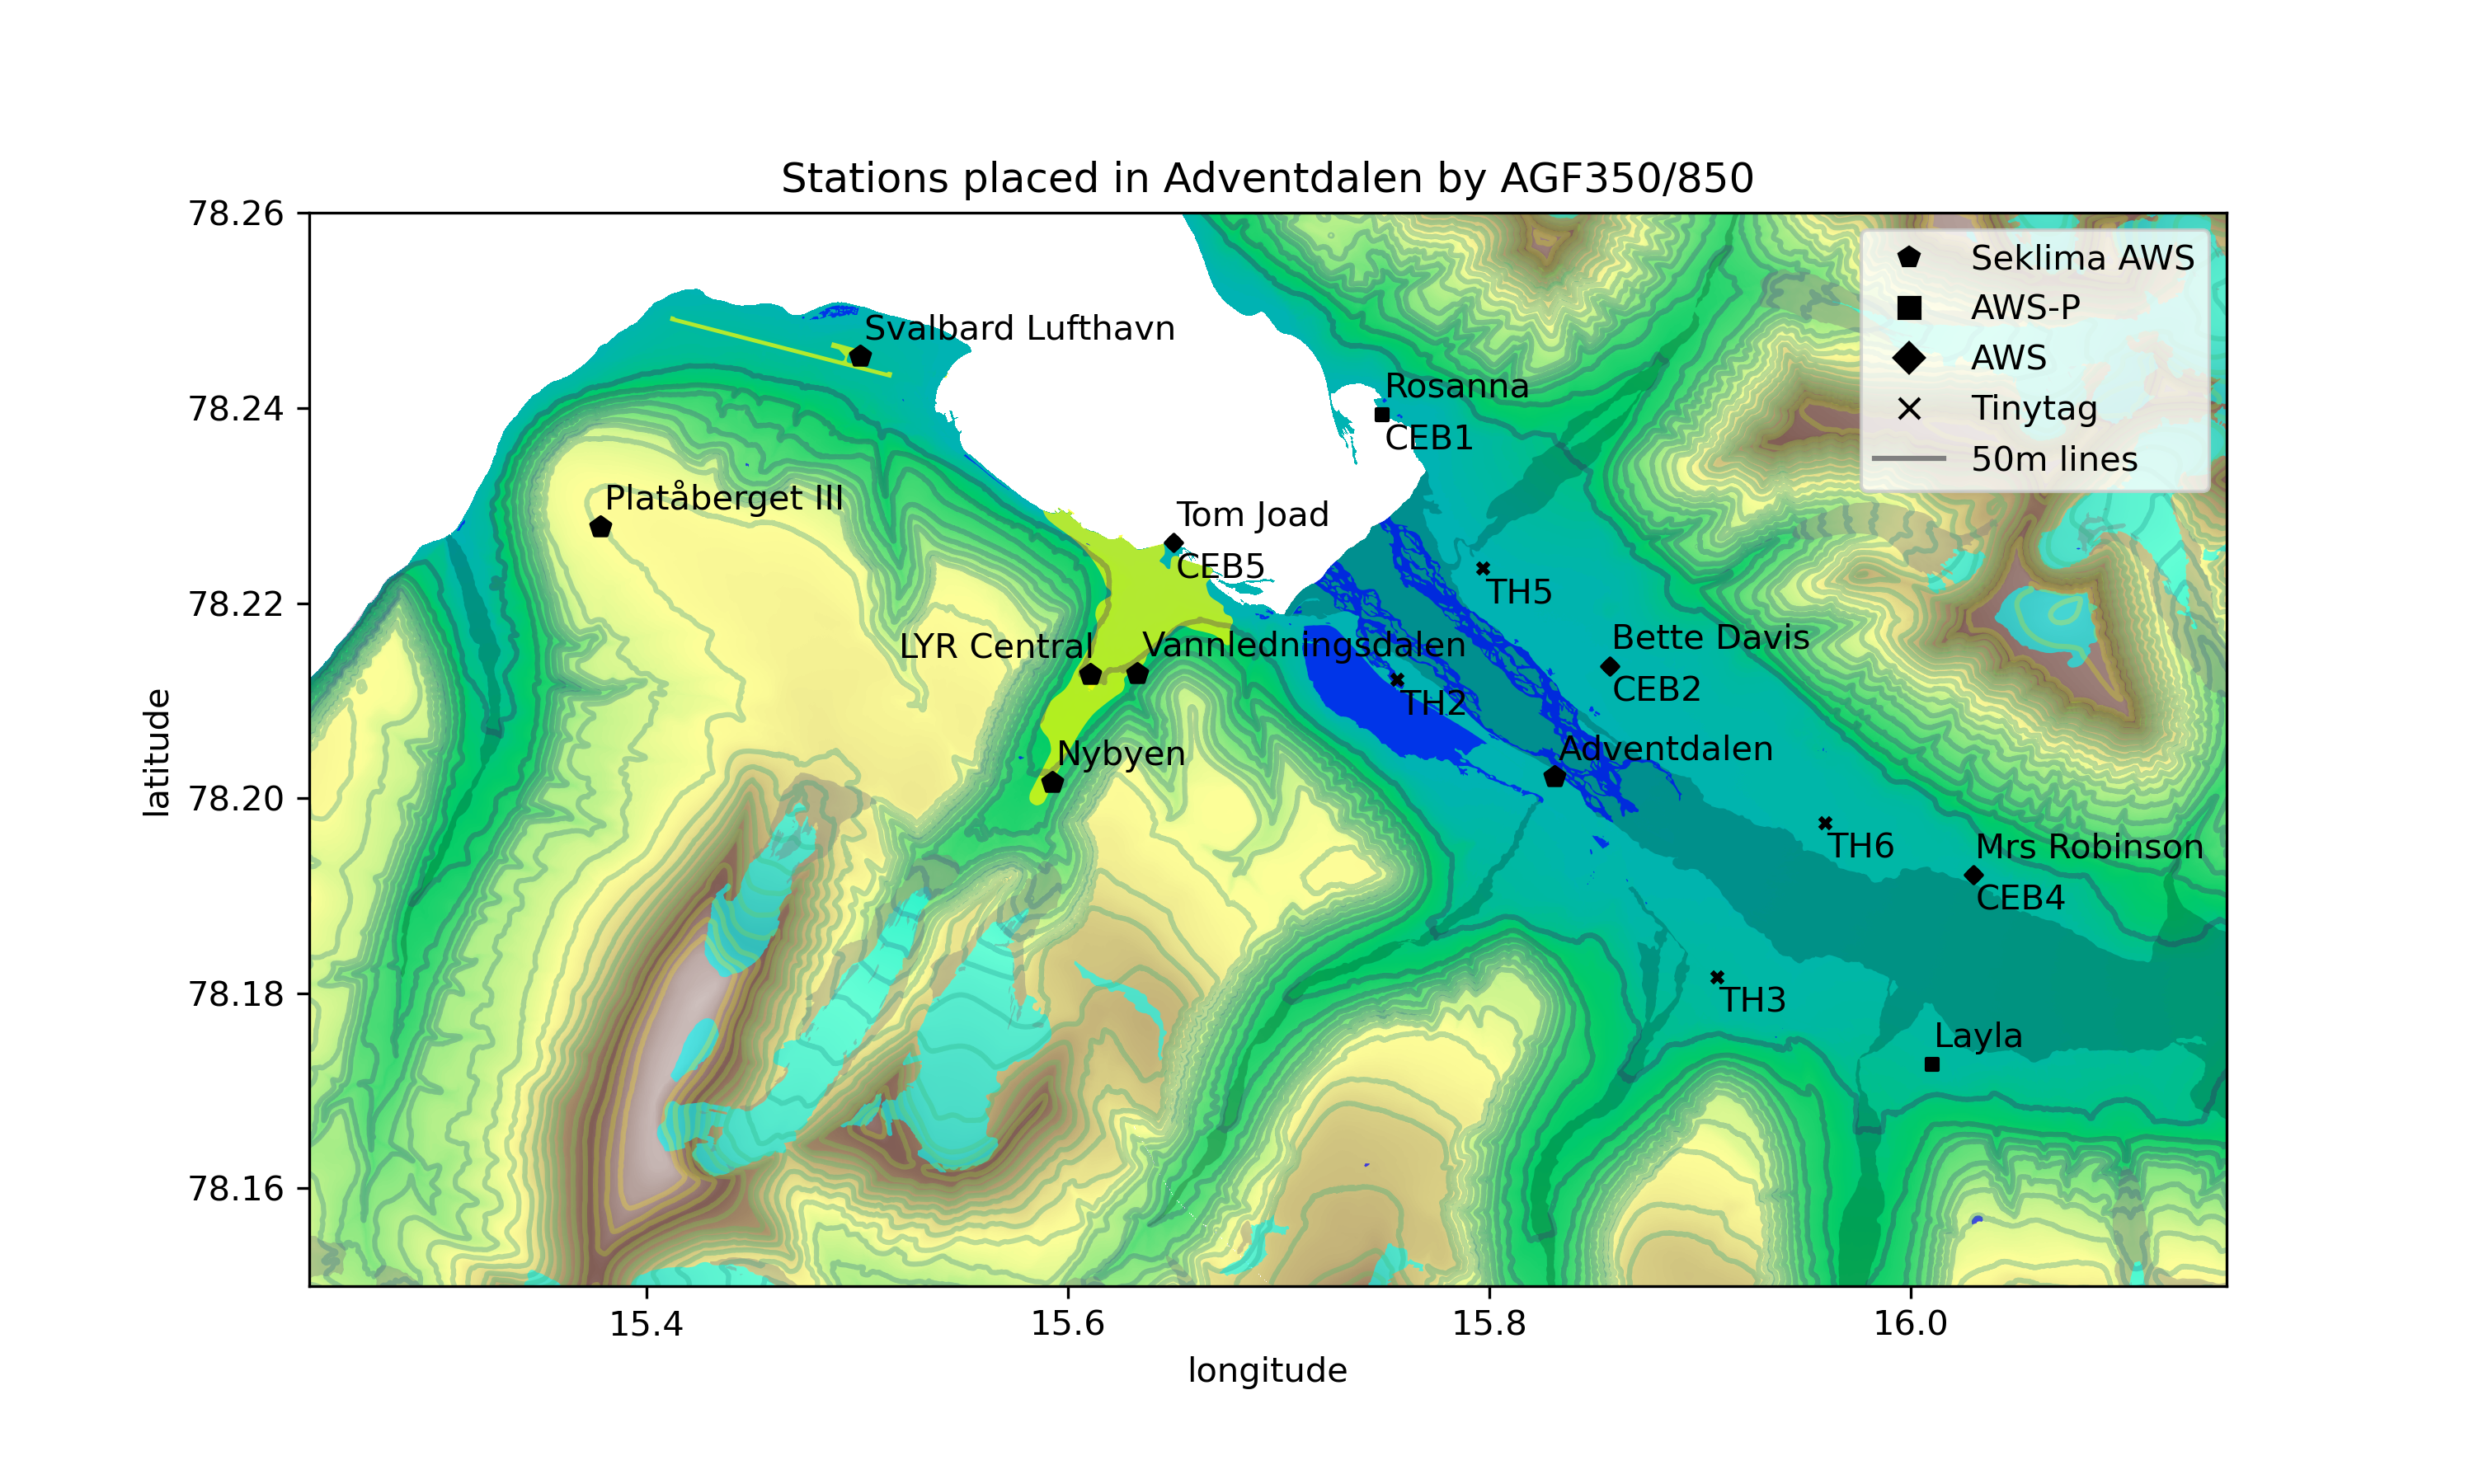 Stations placed in Adventdalen by AGF350/850
78.26
78.24
78.22
78.20
78.18
78.16
latitude
15.4
15.6
15.8
16.0
longitude
Seklima AWS
AWS-P
AWS
Tinytag
50m lines
Svalbard Lufthavn
Rosanna
CEB1
Platåberget III
Tom Joad
CEB5
TH5
LYR Central
Vannledningsdalen
Bette Davis
CEB2
TH2
Nybyen
Adventdalen
TH6
Mrs Robinson
CEB4
TH3
Layla